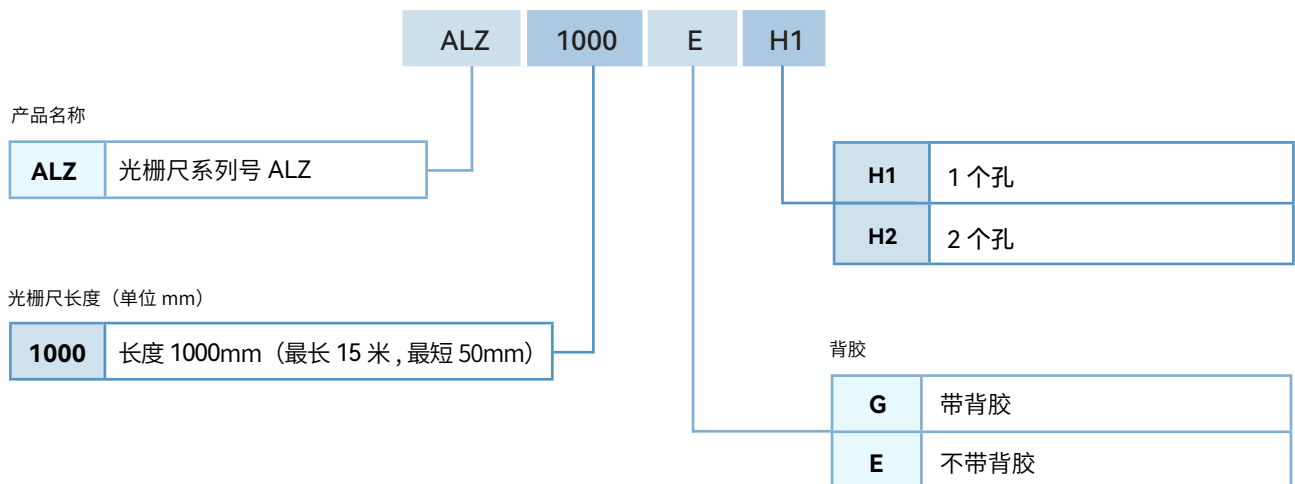 ALZ 1000 E H1
产品名称
ALZ 光栅尺系列号 ALZ
光栅尺长度（单位 mm）
1000 长度 1000mm（最长 15 米 , 最短 50mm）
H1 1 个孔
H2 2 个孔
背胶
G 带背胶
E 不带背胶